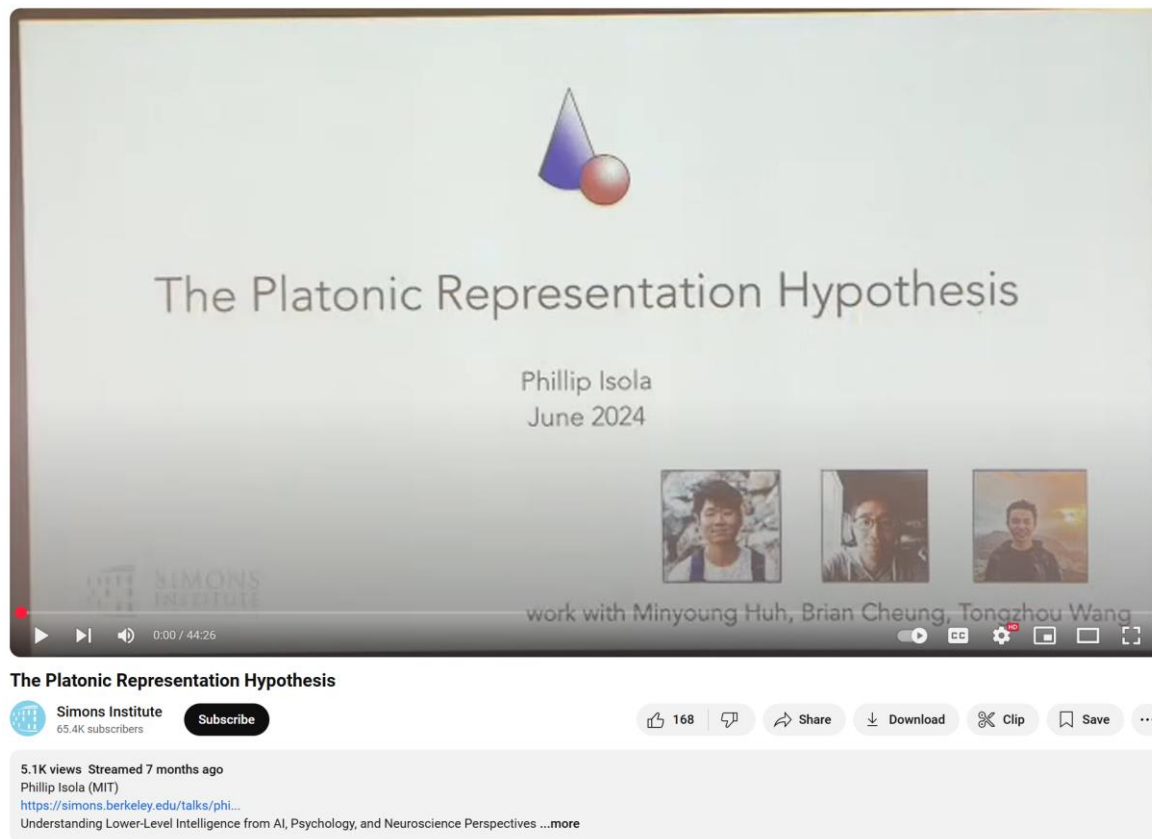 The Platonic Representation Hypothesis
Phillip Isola
June 2024
SIMONS
INSTITUTE
work with Minyoung Huh, Brian Cheung, Tongzhou Wang
0:00 / 44:26
CC
HD
The Platonic Representation Hypothesis
Simons Institute
65.4K subscribers
Subscribe
168
Share
Download
Clip
Save
5.1K views Streamed 7 months ago
Phillip Isola (MIT)
https://simons.berkeley.edu/talks/phi...
Understanding Lower-Level Intelligence from AI, Psychology, and Neuroscience Perspectives ...more